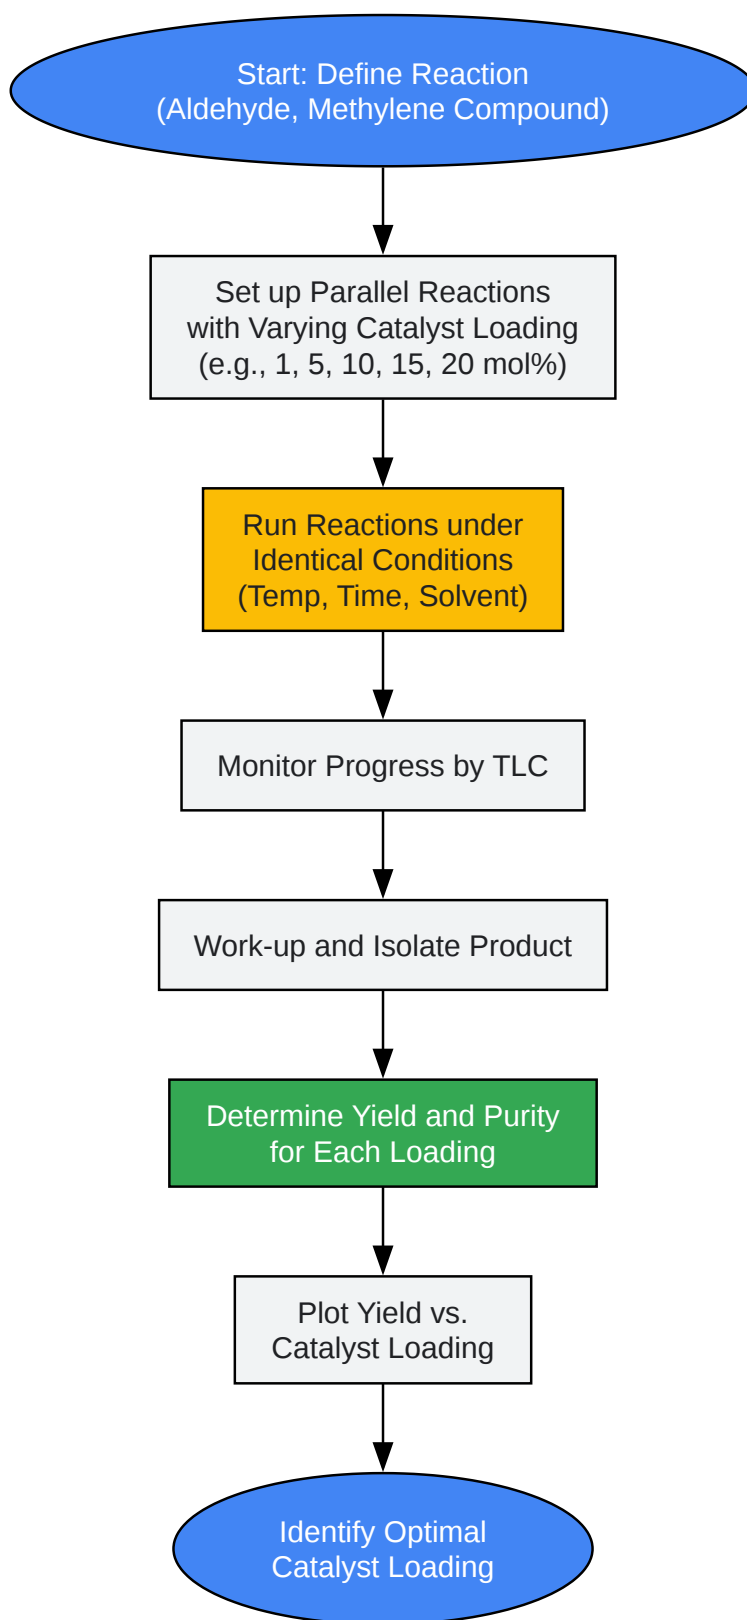 Start: Define Reaction
(Aldehyde, Methylene Compound)
Set up Parallel Reactions
with Varying Catalyst Loading
(e.g., 1, 5, 10, 15, 20 mol%)
Run Reactions under
Identical Conditions
(Temp, Time, Solvent)
Monitor Progress by TLC
Work-up and Isolate Product
Determine Yield and Purity
for Each Loading
Plot Yield vs.
Catalyst Loading
Identify Optimal
Catalyst Loading